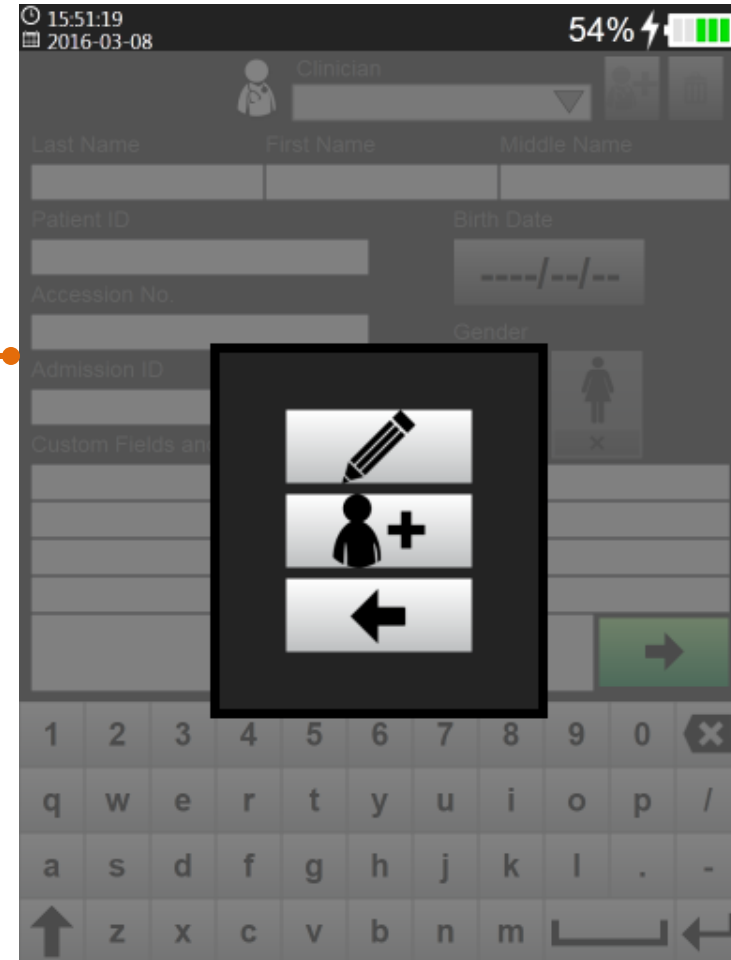 15:51:19
2016-03-08
54%
Clinician
Last Name First Name Middle Name
Patient ID Birth Date
----/--/--
Accession No.
Gender
Admission ID
Custom Fields an
1 2 3 4 5 6 7 8 9 0
q w e r t y u i o p /
a s d f g h j k l . -
z x c v b n m